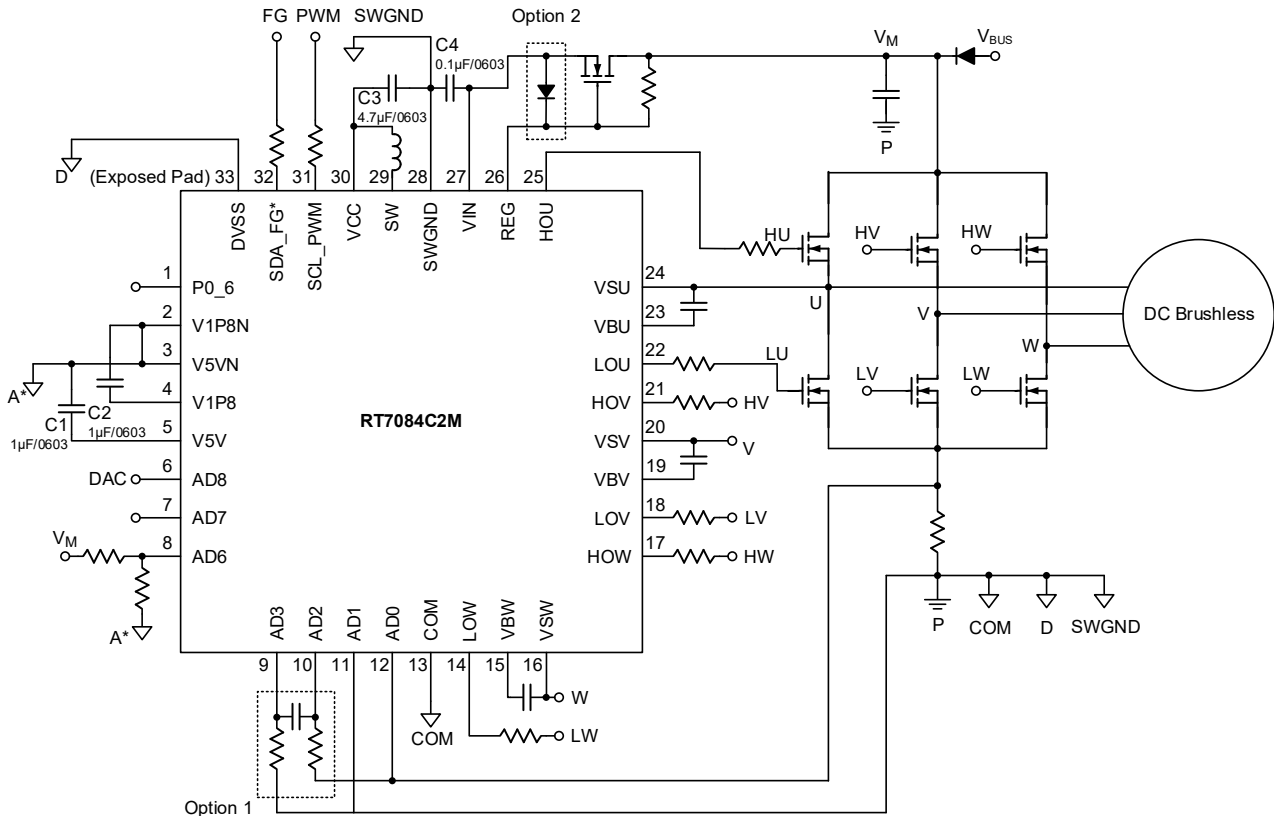 FG PWM SWGND Option 2
C4
0.1µF/0603
VM
VBUS
C3
4.7µF/0603
P
D
(Exposed Pad) 33 32 31 30 29 28 27 26 25
DVSS
SDA_FG*
SCL_PWM
VCC
SW
SWGND
VIN
REG
HOU
HU HV HW
1 P0_6
2 V1P8N
3 V5VN
4 V1P8
5 V5V
6 AD8
7 AD7
8 AD6
A*
C1
1µF/0603
C2
1µF/0603
DAC
VM
A*
RT7084C2M
VSU 24
VBU 23
LOU 22
HOV 21
VSV 20
VBV 19
LOV 18
HOW 17
HV
V
LV
HW
U V W
LU LV LW
DC Brushless
AD3
AD2
AD1
AD0
COM
LOW
VBW
VSW
9 10 11 12 13 14 15 16
W
LW
COM
P COM D SWGND
Option 1